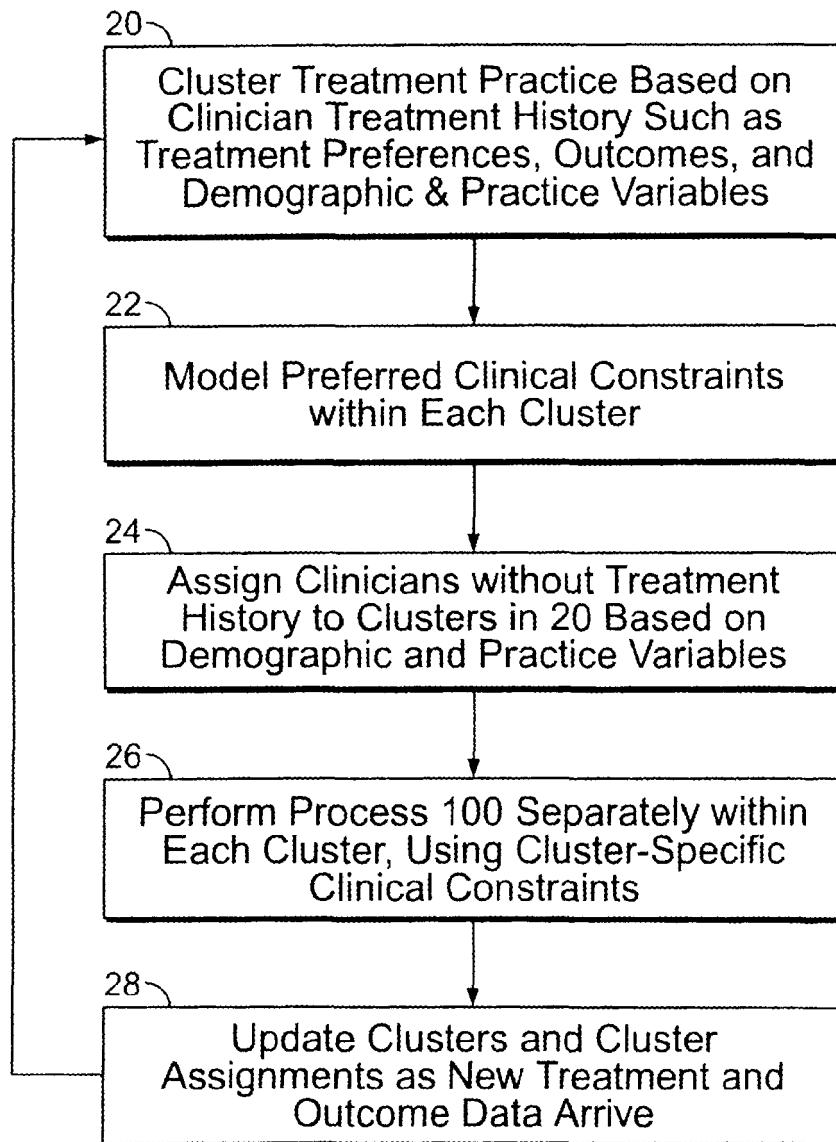 20
Cluster Treatment Practice Based on
Clinician Treatment History Such as
Treatment Preferences, Outcomes, and
Demographic & Practice Variables
22
Model Preferred Clinical Constraints
within Each Cluster
24
Assign Clinicians without Treatment
History to Clusters in 20 Based on
Demographic and Practice Variables
26
Perform Process 100 Separately within
Each Cluster, Using Cluster-Specific
Clinical Constraints
28
Update Clusters and Cluster
Assignments as New Treatment and
Outcome Data Arrive